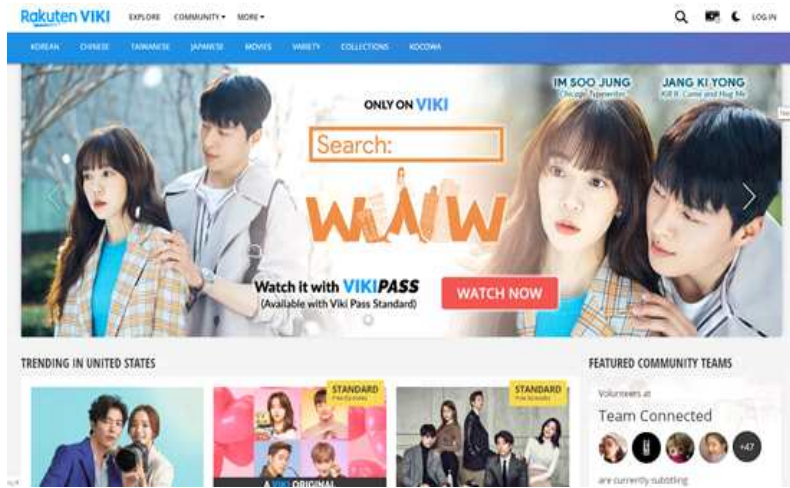 Rakuten VIKI EXPLORE COMMUNITY MORE LOG IN
KOREAN CHINESE TAIWANESE JAPANESE MOVIES VARIETY COLLECTIONS KOCOWA
IM SOO JUNG JANG KI YONG
Chicago Typewriter Kill It, Come and Hug Me
ONLY ON VIKI
Search:
WWW
Watch it with VIKIPASS
(Available with Viki Pass Standard)
WATCH NOW
TRENDING IN UNITED STATES FEATURED COMMUNITY TEAMS
STANDARD STANDARD
Volunteers at
Team Connected
+47
A VIKI ORIGINAL
are currently subtitling